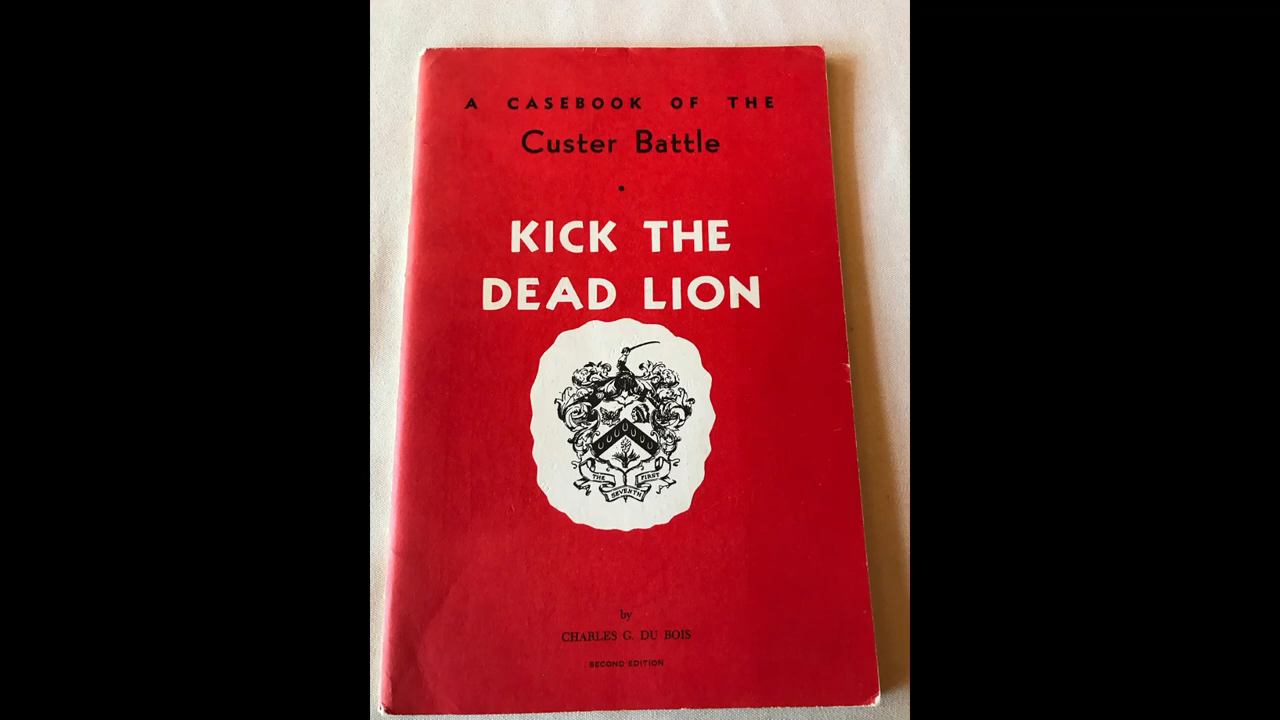 A CASEBOOK OF THE
Custer Battle
KICK THE
DEAD LION
THE FIRST
SEVENTH
by
CHARLES G. DU BOIS
SECOND EDITION